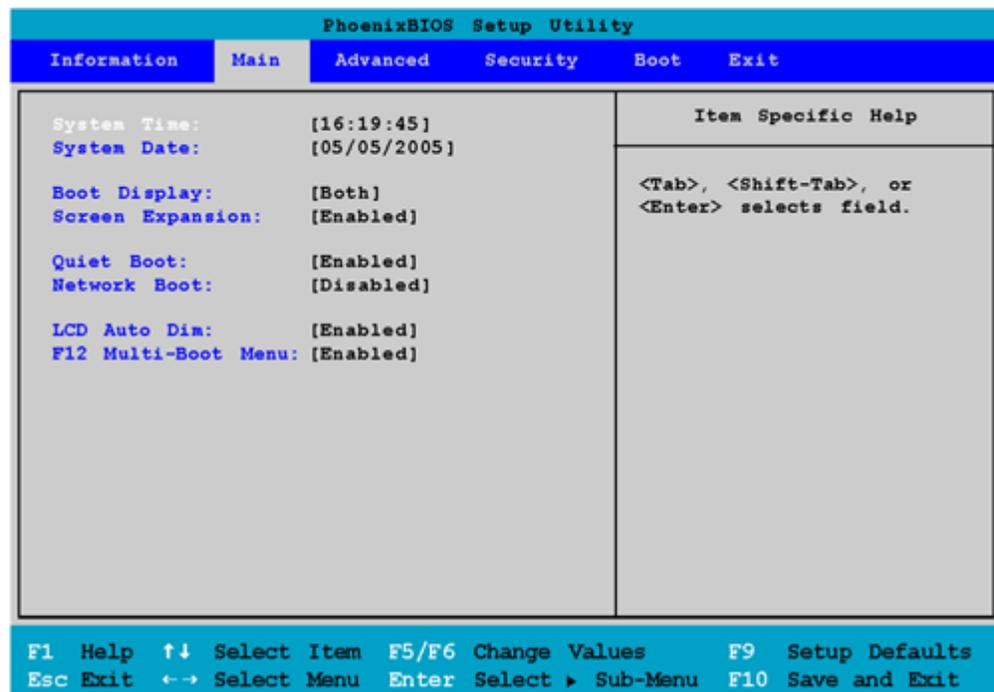 PhoenixBIOS Setup Utility
Information Main Advanced Security Boot Exit
System Time: [16:19:45]
System Date: [05/05/2005]
Boot Display: [Both]
Screen Expansion: [Enabled]
Quiet Boot: [Enabled]
Network Boot: [Disabled]
LCD Auto Dim: [Enabled]
F12 Multi-Boot Menu: [Enabled]
Item Specific Help
<Tab>, <Shift-Tab>, or
<Enter> selects field.
F1 Help ↑↓ Select Item F5/F6 Change Values F9 Setup Defaults
Esc Exit ←→ Select Menu Enter Select ▸ Sub-Menu F10 Save and Exit